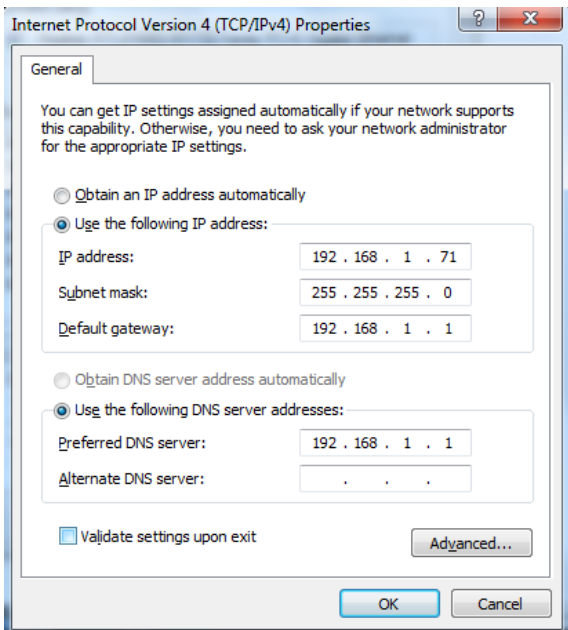 Internet Protocol Version 4 (TCP/IPv4) Properties
?
X
General
You can get IP settings assigned automatically if your network supports
this capability. Otherwise, you need to ask your network administrator
for the appropriate IP settings.
Obtain an IP address automatically
Use the following IP address:
IP address: 192 . 168 . 1 . 71
Subnet mask: 255 . 255 . 255 . 0
Default gateway: 192 . 168 . 1 . 1
Obtain DNS server address automatically
Use the following DNS server addresses:
Preferred DNS server: 192 . 168 . 1 . 1
Alternate DNS server: . . .
Validate settings upon exit
Advanced...
OK Cancel